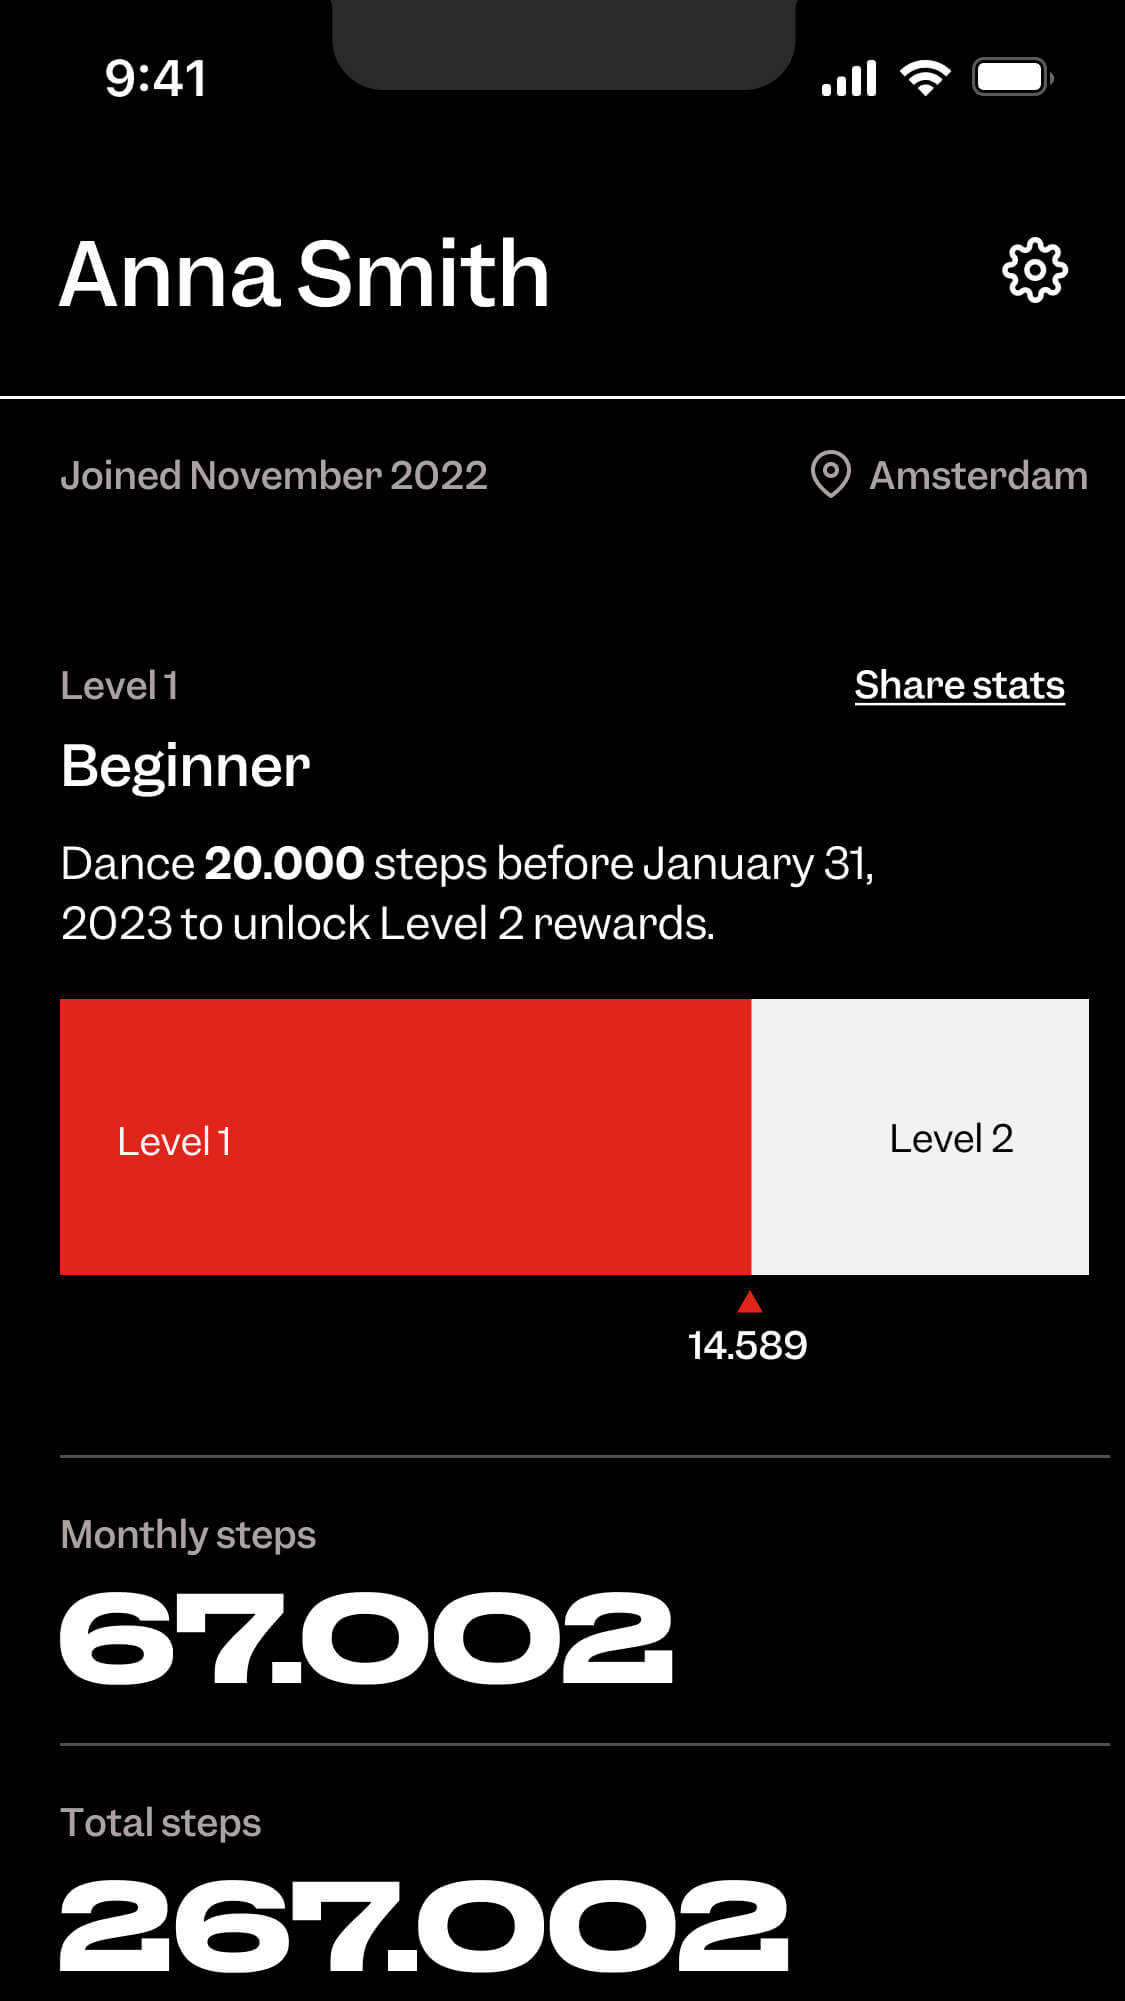 9:41
Anna Smith
Joined November 2022
Amsterdam
Level 1
Share stats
Beginner
Dance 20.000 steps before January 31,
2023 to unlock Level 2 rewards.
Level 1
Level 2
14.589
Monthly steps
67.002
Total steps
267.002